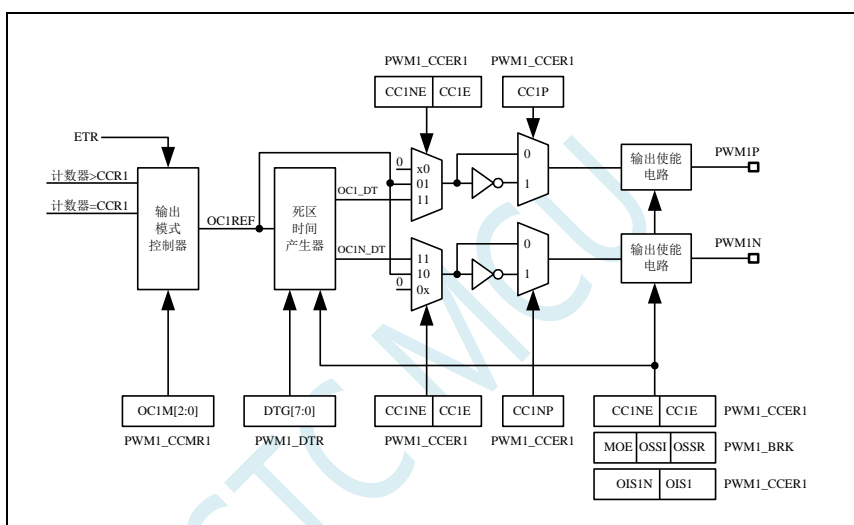 PWM1_CCER1
PWM1_CCER1
CC1NE CC1E
CC1P
ETR
计数器>CCR1
计数器=CCR1
输出
模式
控制器
OC1REF
死区
时间
产生器
OC1_DT
OC1N_DT
0
x0
01
11
0
1
输出使能
电路
PWM1P
11
10
0x
0
0
1
输出使能
电路
PWM1N
OC1M[2:0]
DTG[7:0]
CC1NE CC1E
CC1NP
CC1NE CC1E
PWM1_CCER1
PWM1_CCMR1
PWM1_DTR
PWM1_CCER1
PWM1_CCER1
MOE OSSI OSSR
PWM1_BRK
OIS1N OIS1
PWM1_CCER1
STC MCU